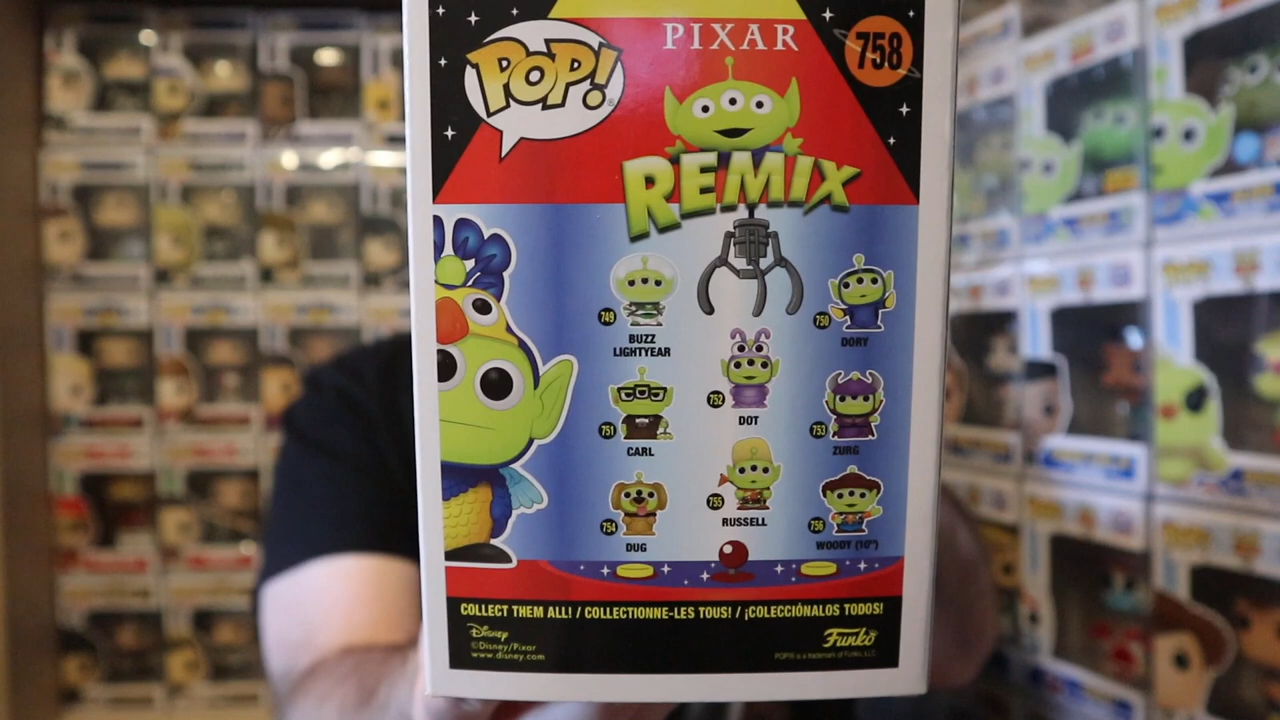 POP!
PIXAR
758
REMIX
749
BUZZ
LIGHTYEAR
750
DORY
752
DOT
751
CARL
753
ZURG
754
DUG
755
RUSSELL
756
WOODY (10")
COLLECT THEM ALL! / COLLECTIONNE-LES TOUS! / ¡COLECCIÓNALOS TODOS!
Disney
©Disney/Pixar
www.disney.com
Funko
POP!® is a trademark of Funko, LLC